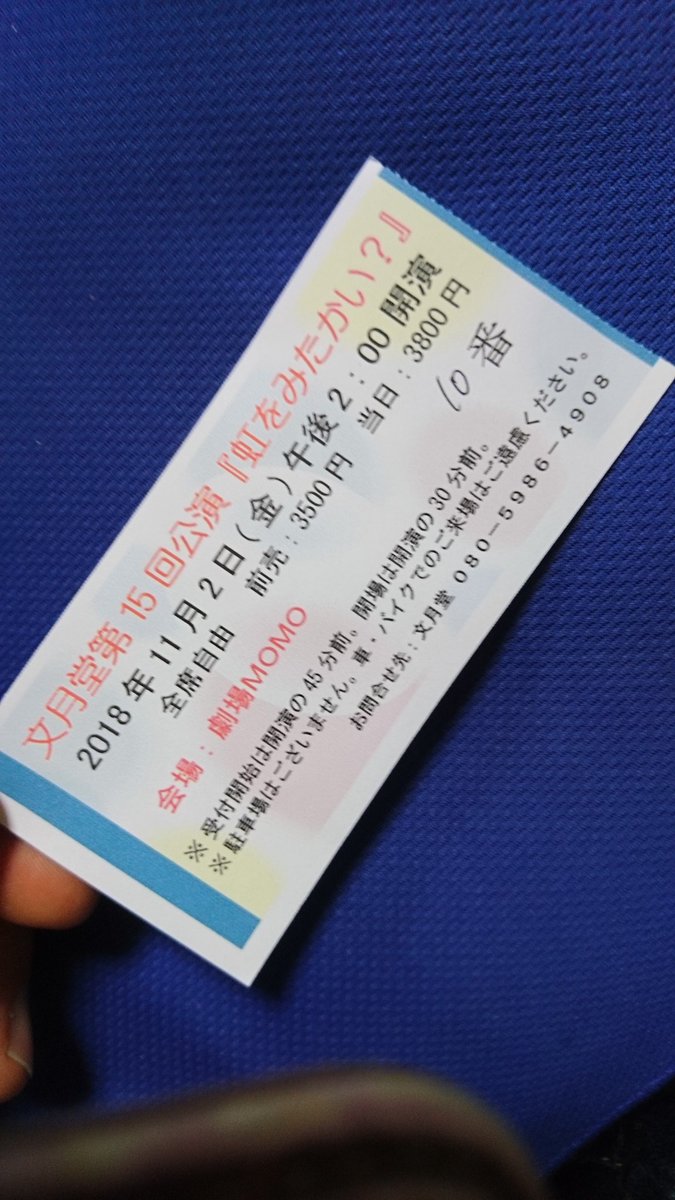 文月堂第15回公演『虹をみたかい？』
2018年11月2日(金)午後2：00開演
全席自由　前売：3500円　当日：3800円
会場：劇場MOMO
10番
※受付開始は開演の45分前。開場は開演の30分前。
※駐車場はございません。車・バイクでのご来場はご遠慮ください。
お問合せ先：文月堂 080−5986−4908